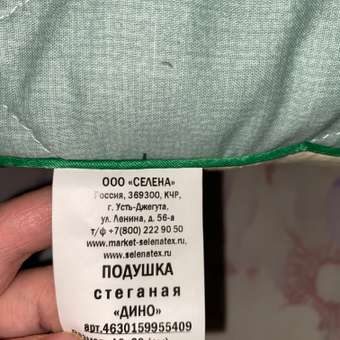 ООО «СЕЛЕНА»
Россия, 369300, КЧР,
г. Усть-Джегута,
ул. Ленина, д. 56-а
т/ф +7(800) 222 90 50
www.market-selenatex.ru
www.selenatex.ru
ПОДУШКА
стеганая
«ДИНО»
арт.4630159955409